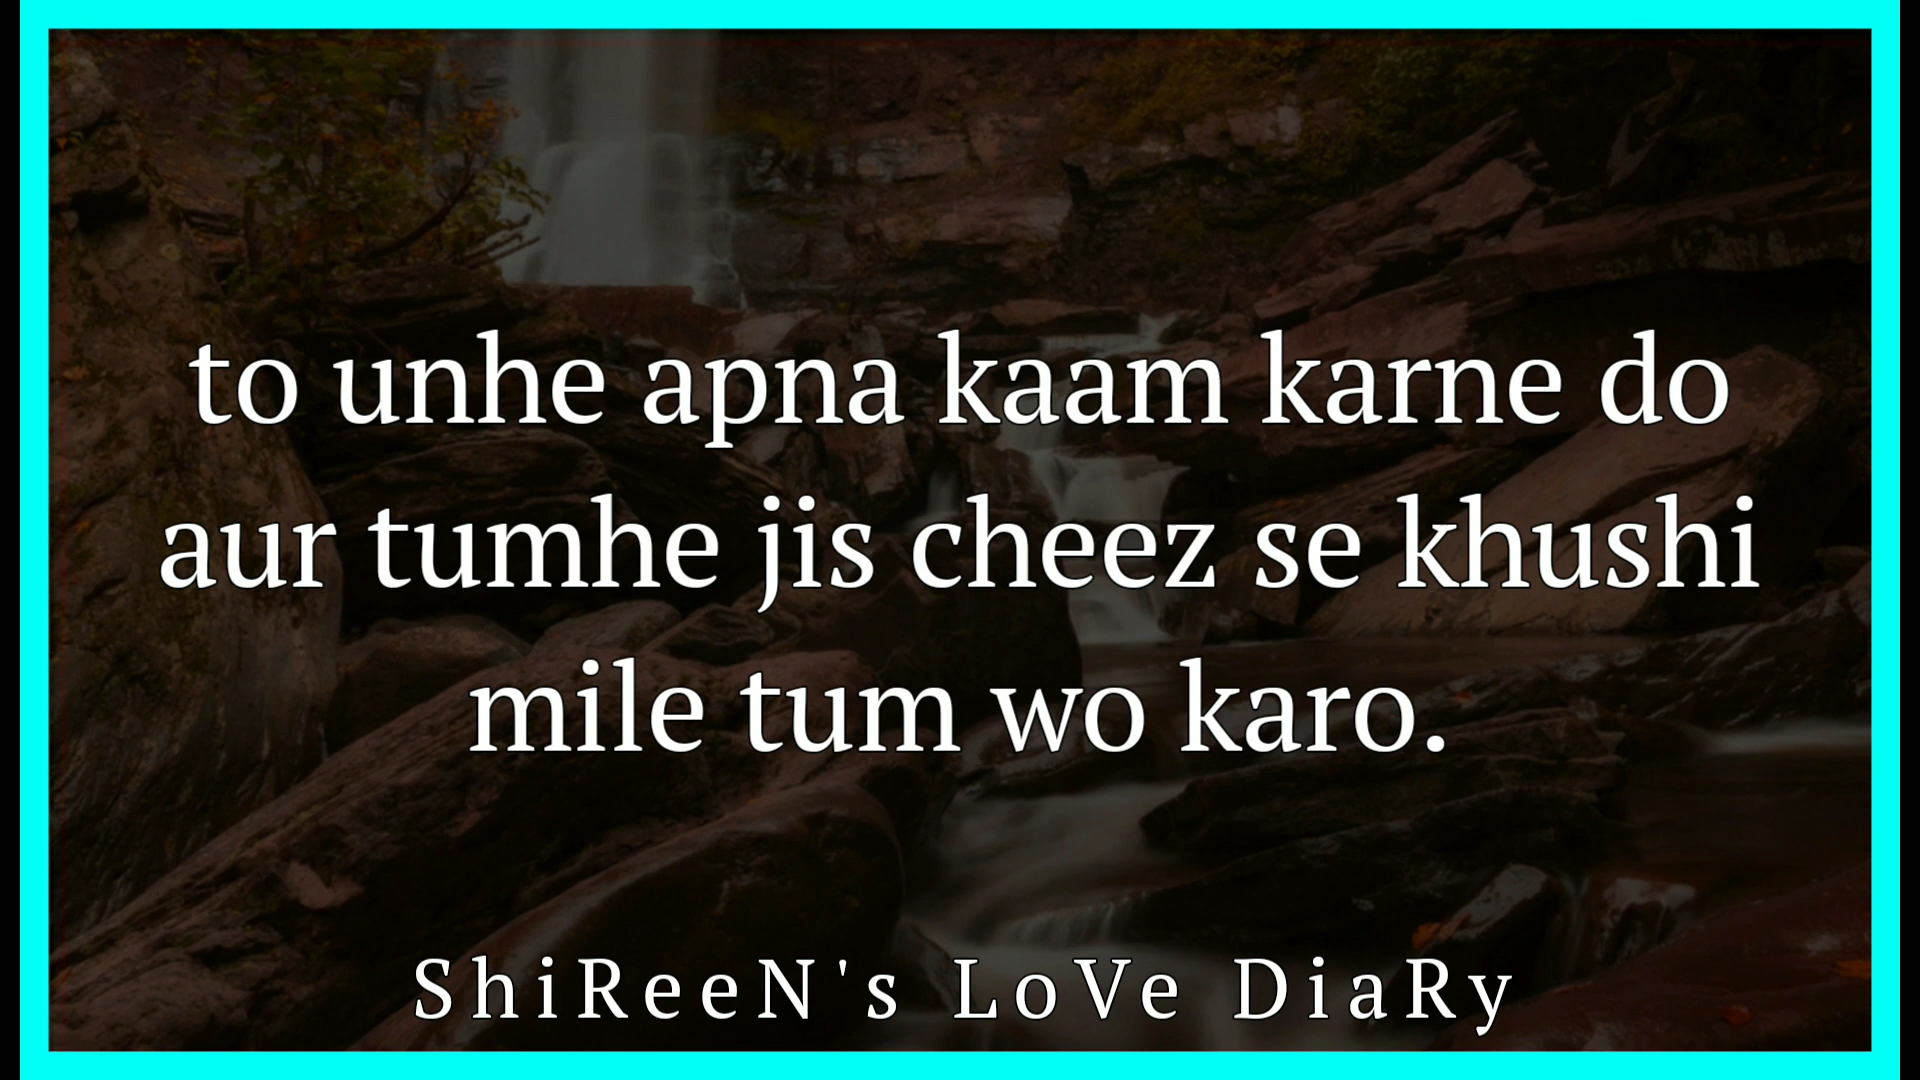 to unhe apna kaam karne do
aur tumhe jis cheez se khushi
mile tum wo karo.
ShiReeN's LoVe DiaRy